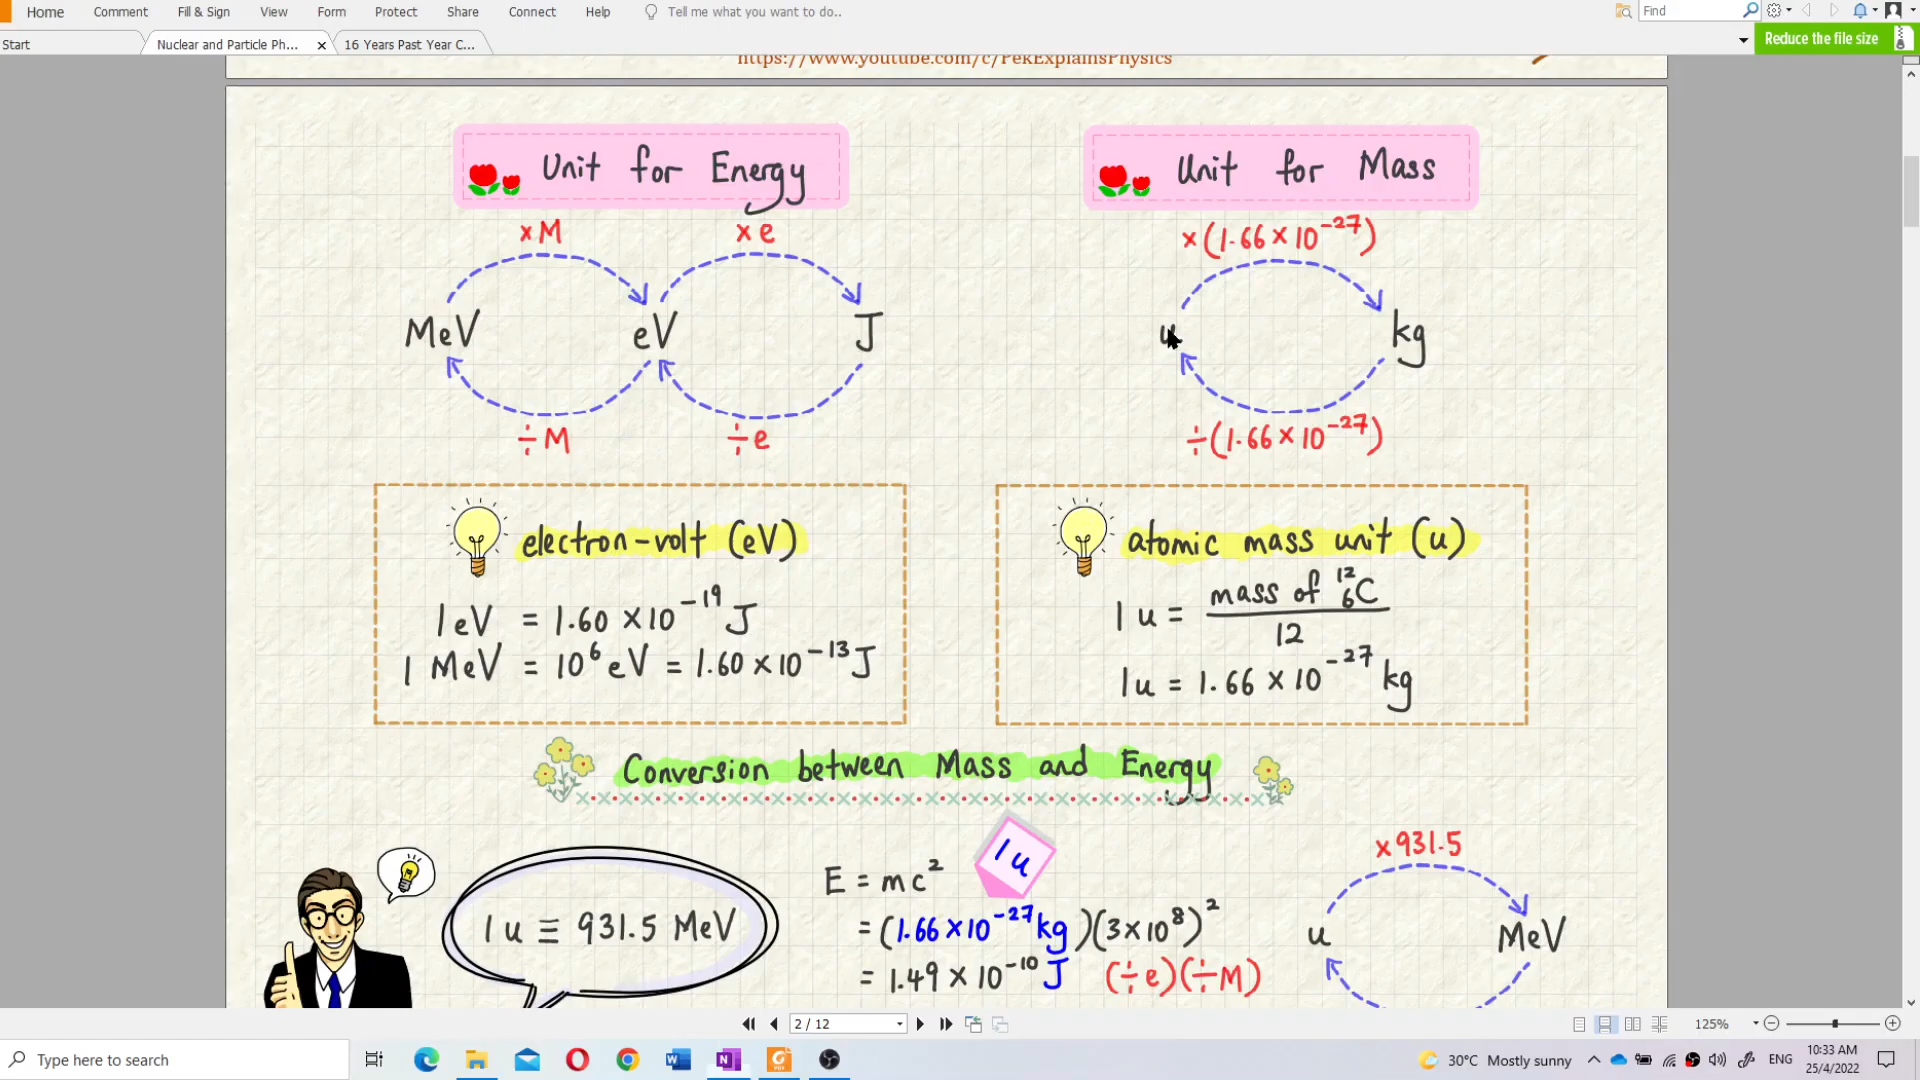 Home Comment Fill & Sign View Form Protect Share Connect Help Tell me what you want to do.. Find
Start Nuclear and Particle Ph... × 16 Years Past Year C... Reduce the file size
https://www.youtube.com/c/PekExplainsPhysics
Unit for Energy
×M ×e
MeV eV J
÷M ÷e
Unit for Mass
×(1.66×10⁻²⁷)
u kg
÷(1.66×10⁻²⁷)
electron-volt (eV)
1 eV = 1.60 ×10⁻¹⁹ J
1 MeV = 10⁶ eV = 1.60 ×10⁻¹³ J
atomic mass unit (u)
1 u = mass of ¹²₆C / 12
1u = 1.66 ×10⁻²⁷ kg
Conversion between Mass and Energy
1 u ≡ 931.5 MeV
1 u
E = mc²
= (1.66×10⁻²⁷ kg)(3×10⁸)²
= 1.49 × 10⁻¹⁰ J (÷e)(÷M)
×931.5
u MeV
2 / 12 125%
Type here to search 30°C Mostly sunny ENG 10:33 AM
25/4/2022